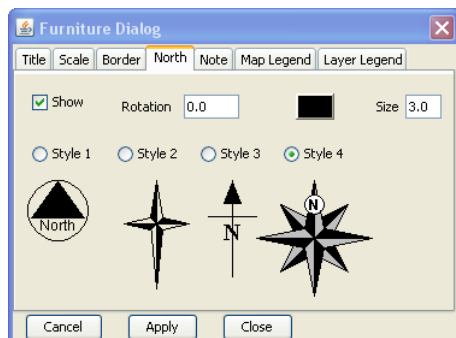 Furniture Dialog
Title Scale Border North Note Map Legend Layer Legend
Show Rotation 0.0 Size 3.0
Style 1 Style 2 Style 3 Style 4
N
North N
Cancel Apply Close